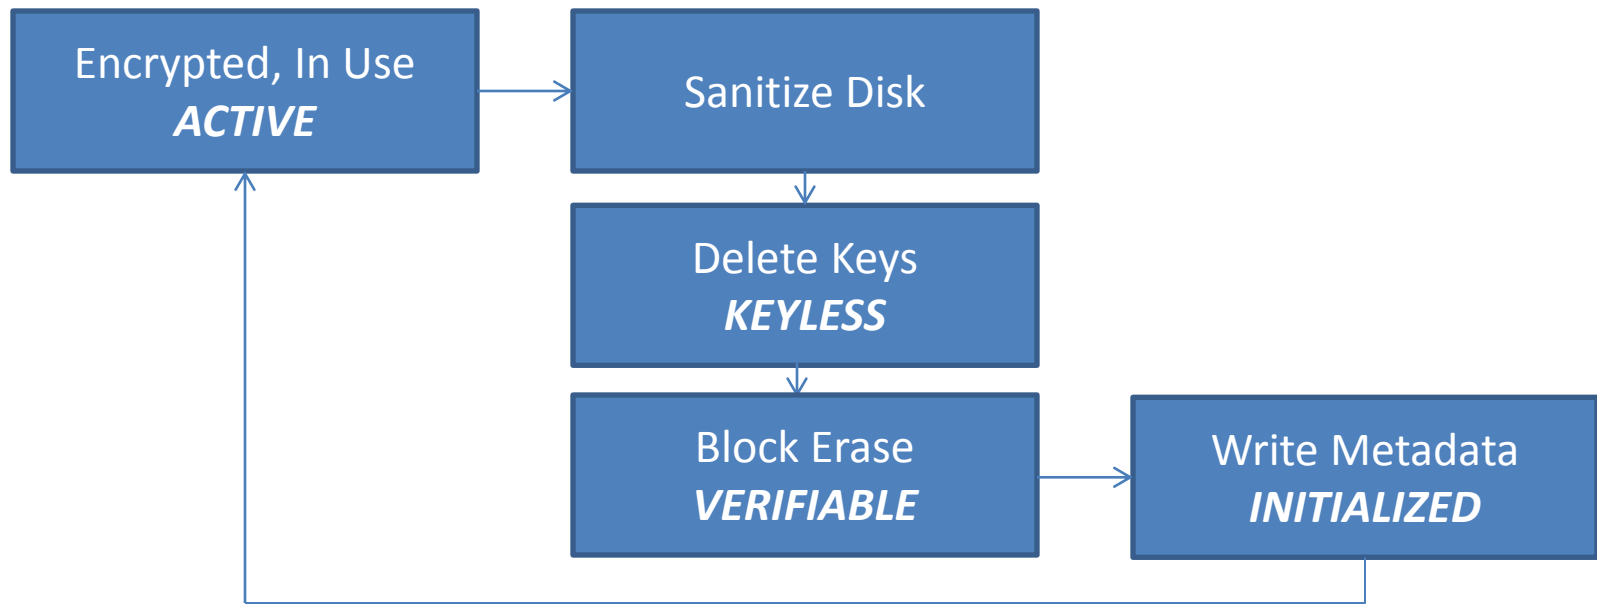 Encrypted, In Use
ACTIVE
Sanitize Disk
Delete Keys
KEYLESS
Block Erase
VERIFIABLE
Write Metadata
INITIALIZED